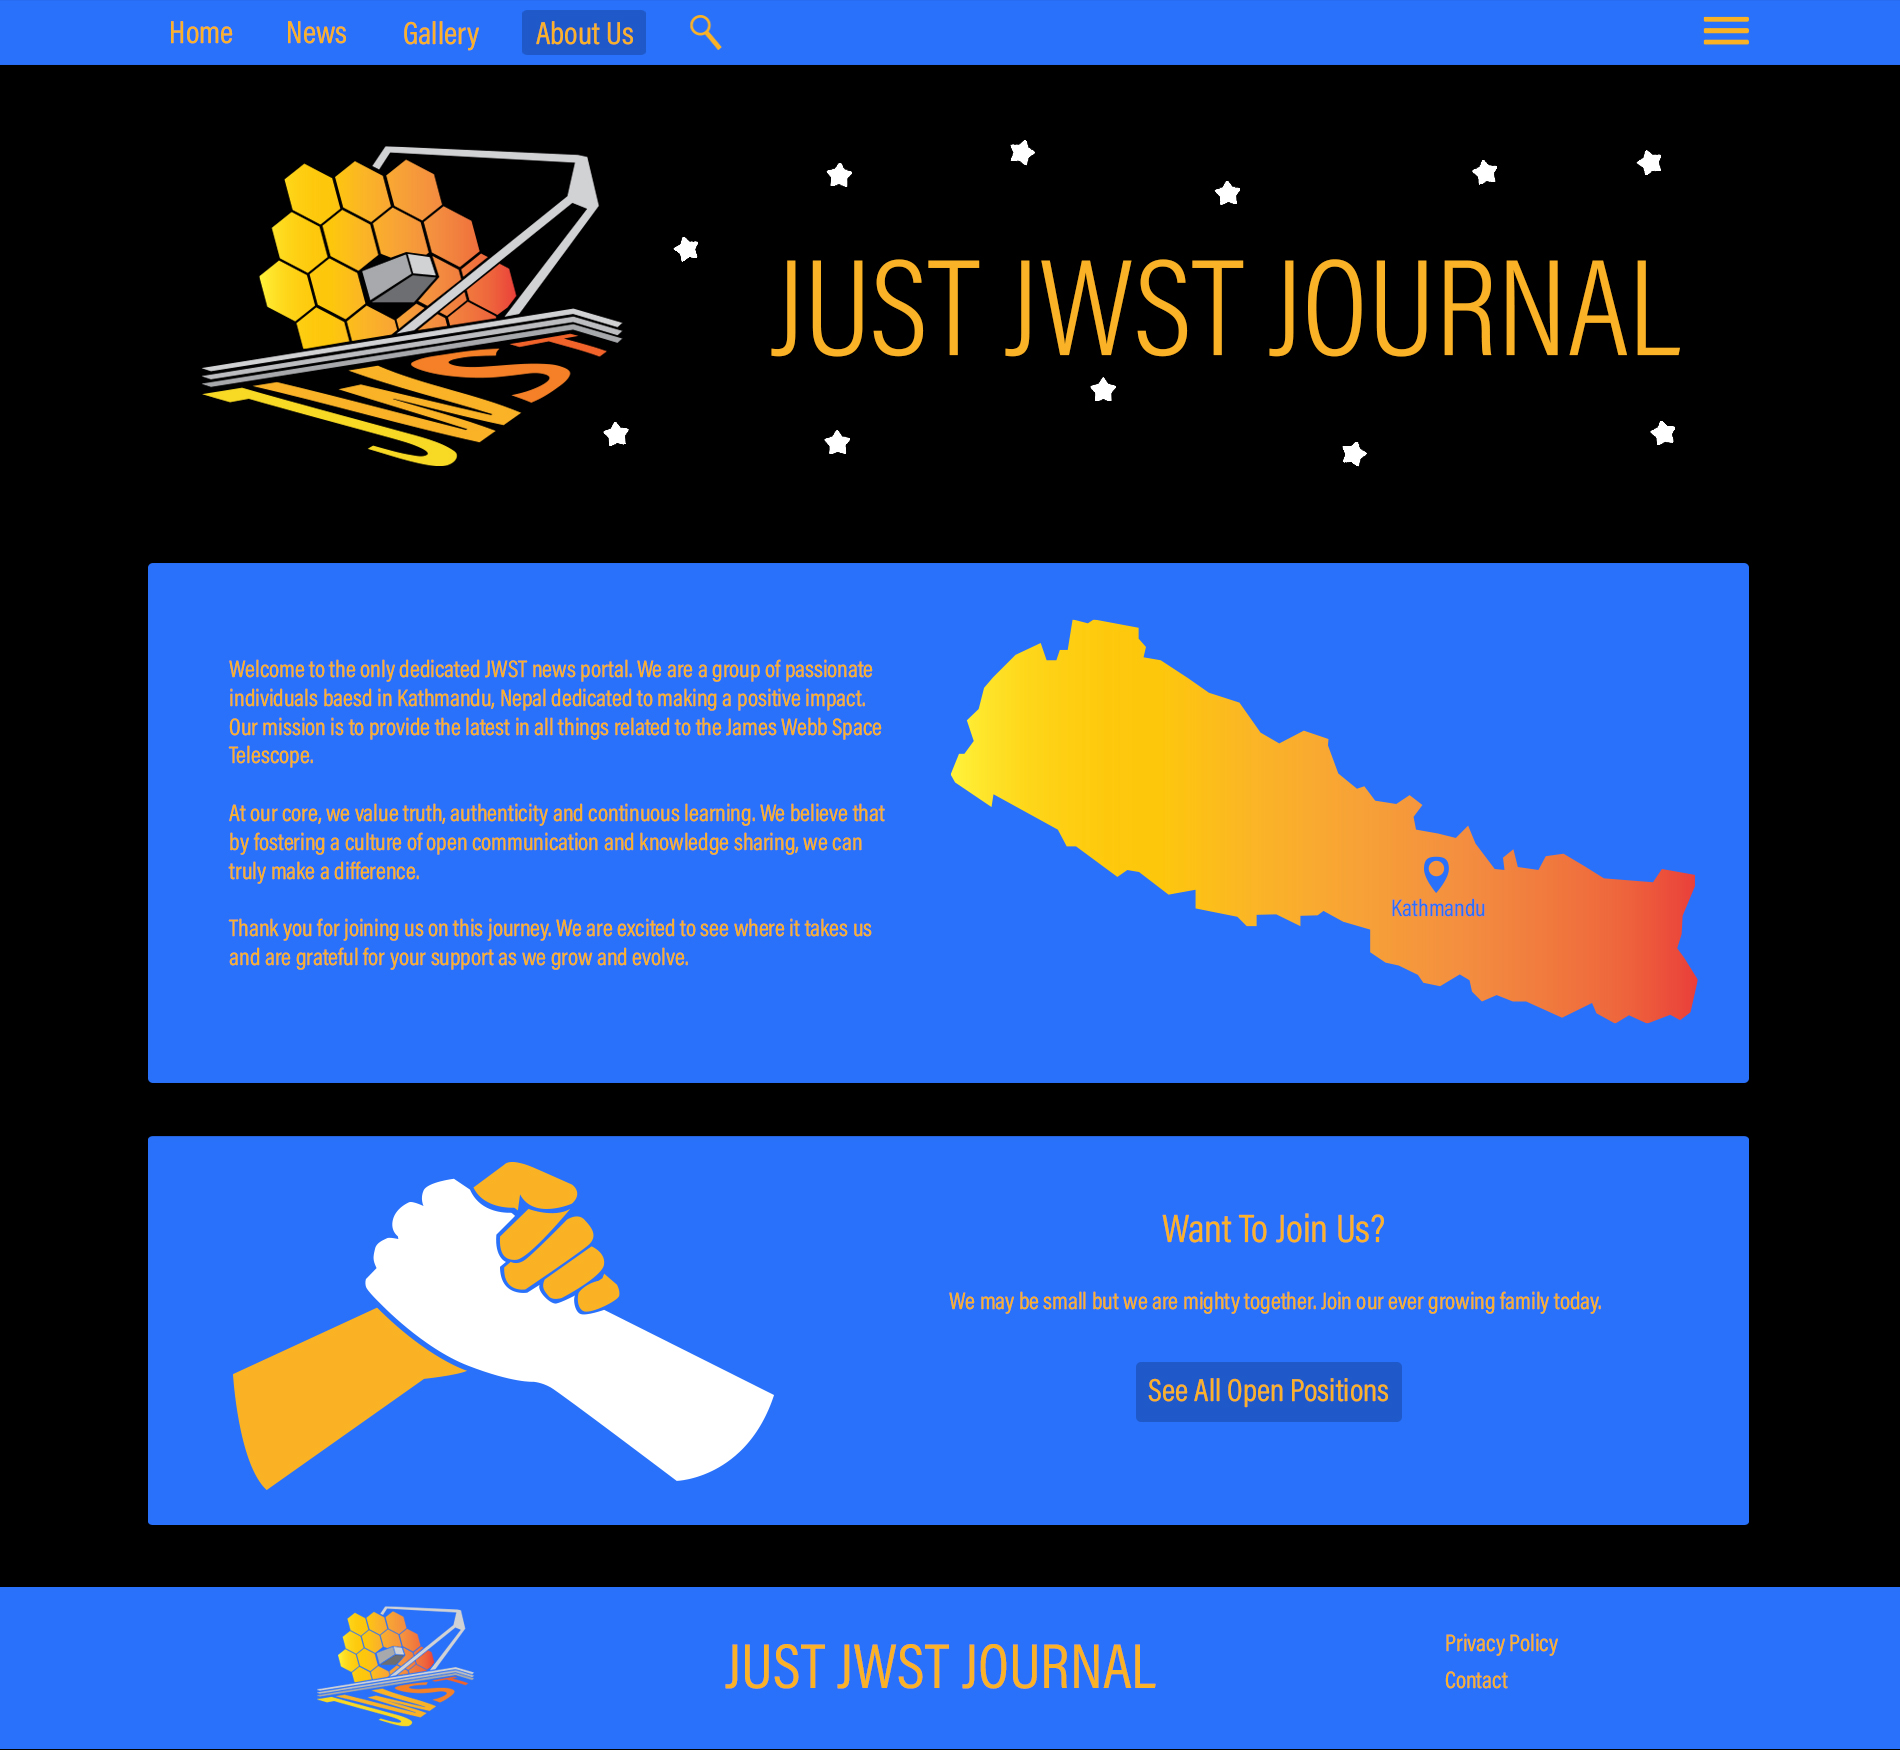 Home News Gallery About Us
JUST JWST JOURNAL
JWST
Welcome to the only dedicated JWST news portal. We are a group of passionate
individuals baesd in Kathmandu, Nepal dedicated to making a positive impact.
Our mission is to provide the latest in all things related to the James Webb Space
Telescope.
At our core, we value truth, authenticity and continuous learning. We believe that
by fostering a culture of open communication and knowledge sharing, we can
truly make a difference.
Thank you for joining us on this journey. We are excited to see where it takes us
and are grateful for your support as we grow and evolve.
Kathmandu
Want To Join Us?
We may be small but we are mighty together. Join our ever growing family today.
See All Open Positions
JWST
JUST JWST JOURNAL
Privacy Policy
Contact